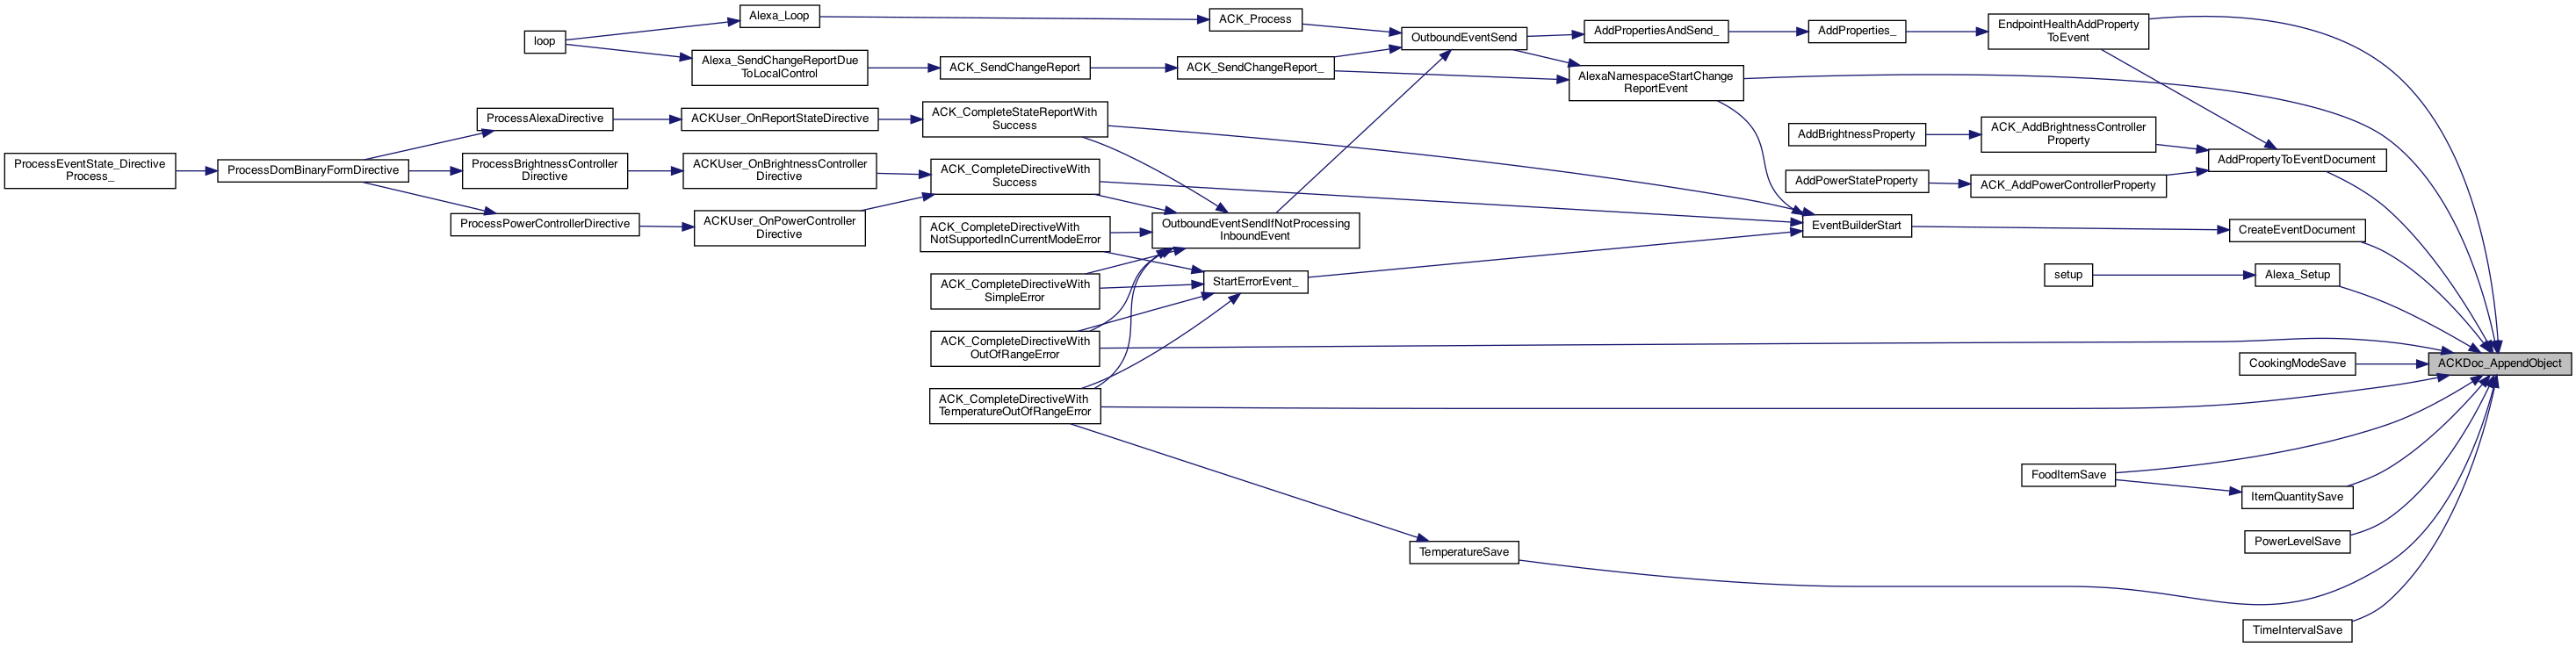 ProcessEventState_Directive
Process_
ProcessDomBinaryFormDirective
loop
ProcessAlexaDirective
ProcessBrightnessController
Directive
ProcessPowerControllerDirective
Alexa_Loop
Alexa_SendChangeReportDue
ToLocalControl
ACKUser_OnReportStateDirective
ACKUser_OnBrightnessController
Directive
ACKUser_OnPowerController
Directive
ACK_SendChangeReport
ACK_CompleteStateReportWith
Success
ACK_CompleteDirectiveWith
Success
ACK_CompleteDirectiveWith
NotSupportedInCurrentModeError
ACK_CompleteDirectiveWith
SimpleError
ACK_CompleteDirectiveWith
OutOfRangeError
ACK_CompleteDirectiveWith
TemperatureOutOfRangeError
ACK_Process
ACK_SendChangeReport_
OutboundEventSendIfNotProcessing
InboundEvent
StartErrorEvent_
OutboundEventSend
TemperatureSave
AddPropertiesAndSend_
AlexaNamespaceStartChange
ReportEvent
AddProperties_
AddBrightnessProperty
AddPowerStateProperty
EventBuilderStart
EndpointHealthAddProperty
ToEvent
ACK_AddBrightnessController
Property
ACK_AddPowerControllerProperty
setup
FoodItemSave
AddPropertyToEventDocument
CreateEventDocument
Alexa_Setup
CookingModeSave
ItemQuantitySave
PowerLevelSave
TimeIntervalSave
ACKDoc_AppendObject